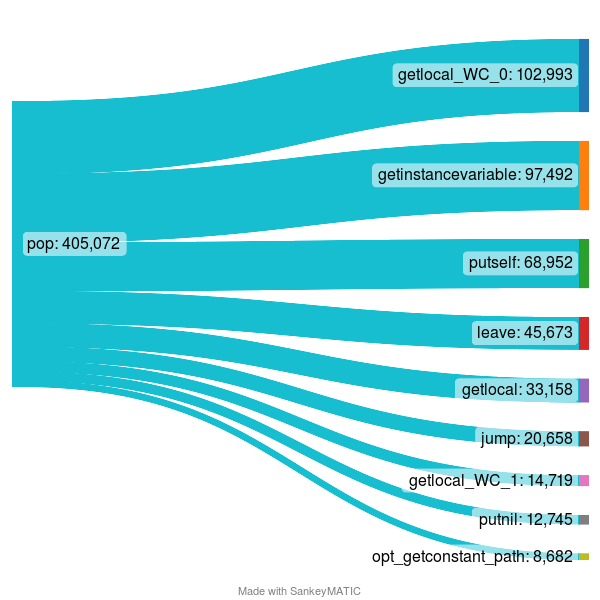 getlocal_WC_0: 102,993
getinstancevariable: 97,492
pop: 405,072
putself: 68,952
leave: 45,673
getlocal: 33,158
jump: 20,658
getlocal_WC_1: 14,719
putnil: 12,745
opt_getconstant_path: 8,682
Made with SankeyMATIC